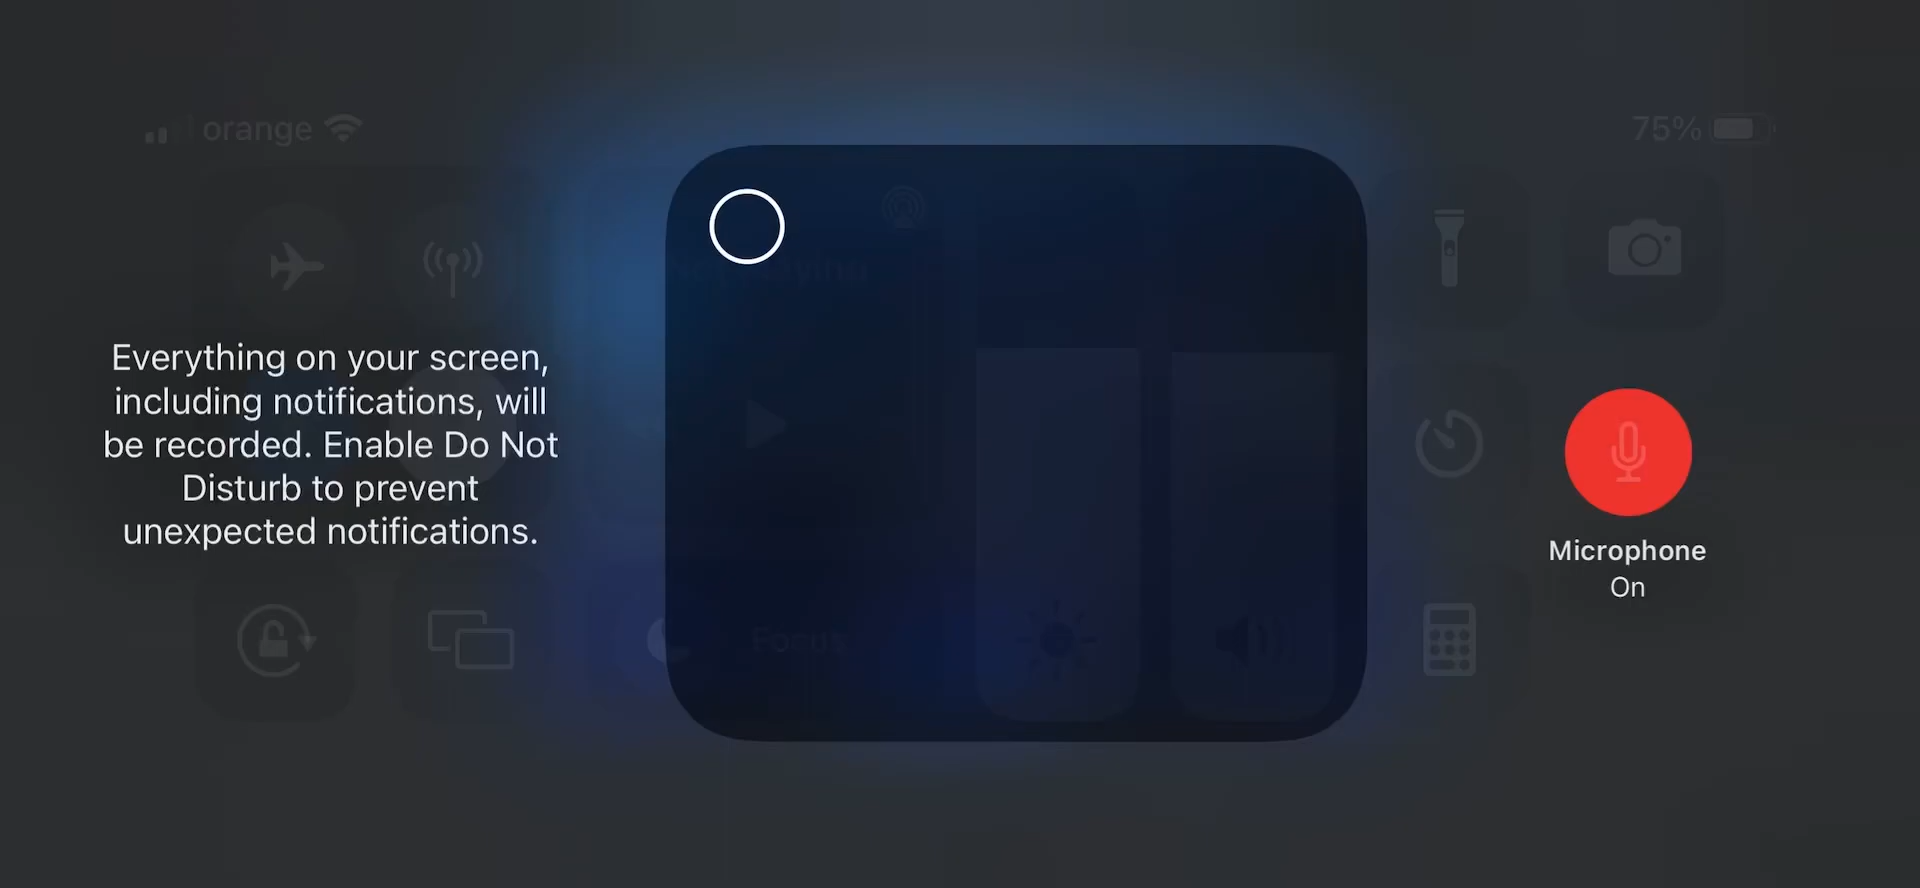 orange
75%
Everything on your screen,
including notifications, will
be recorded. Enable Do Not
Disturb to prevent
unexpected notifications.
Focus
Microphone
On